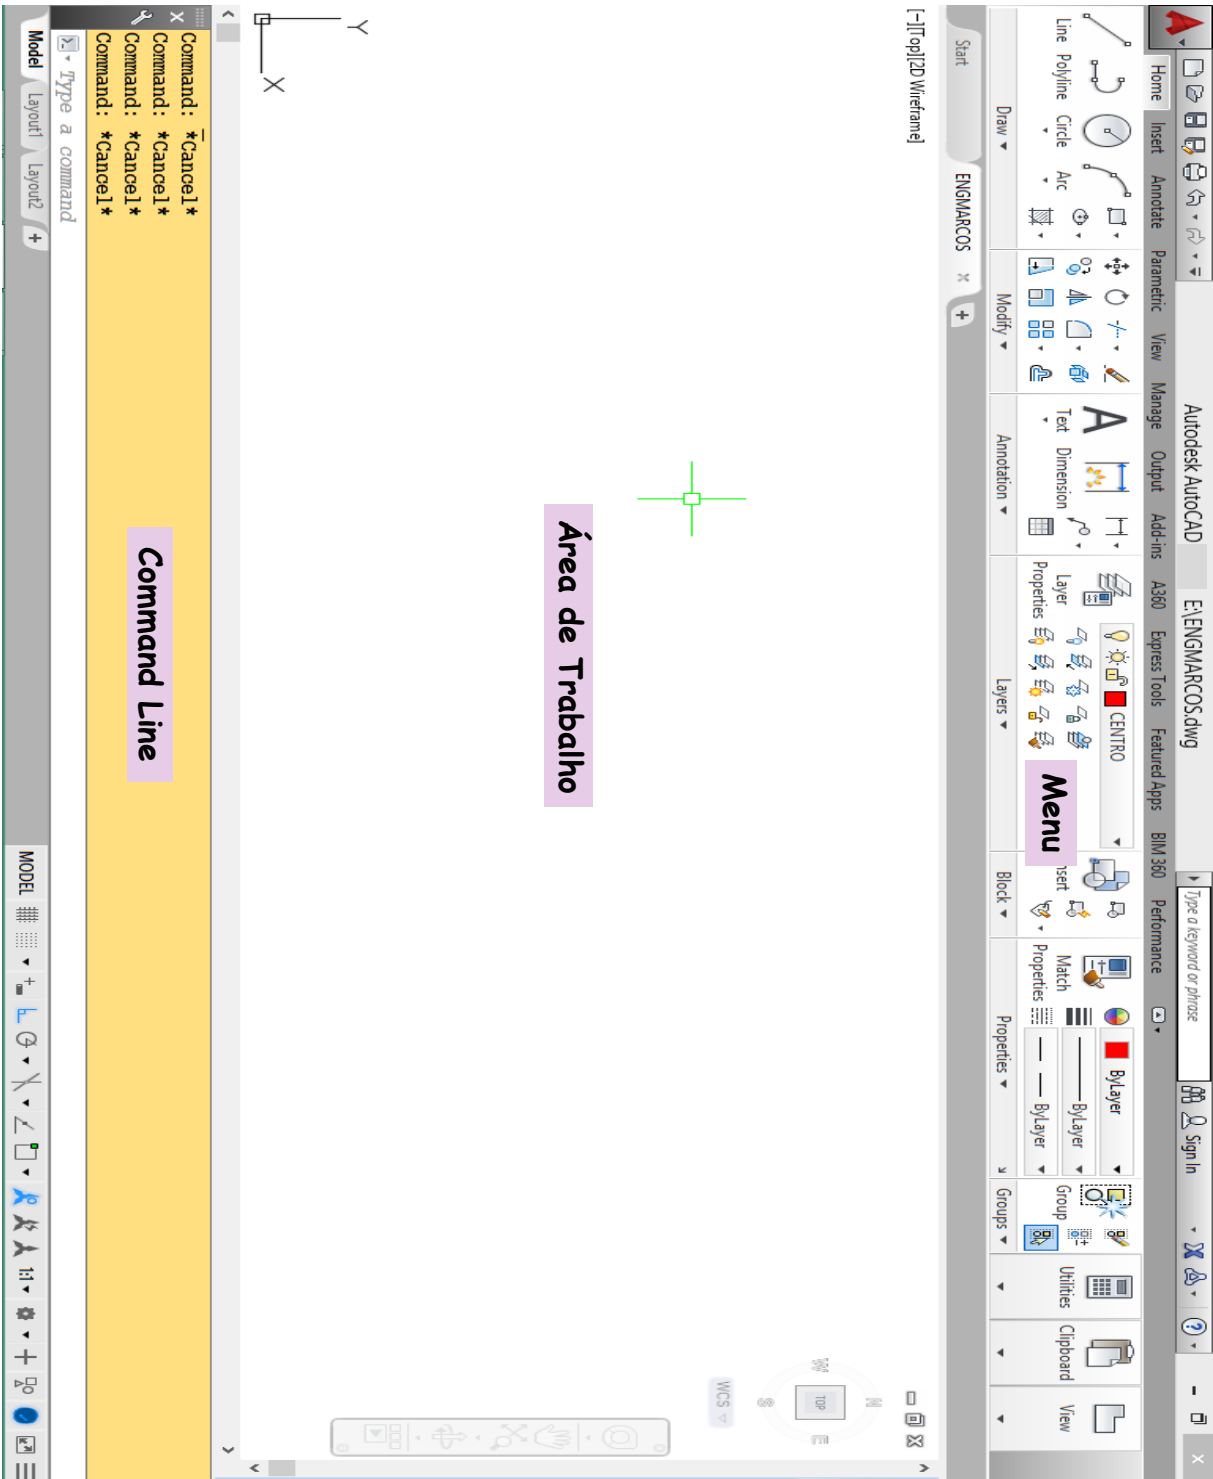 Autodesk AutoCAD E:\ENGMARCOS.dwg
Type a keyword or phrase
Sign In
Home Insert Annotate Parametric View Manage Output Add-ins A360 Express Tools Featured Apps BIM 360 Performance
CENTRO
ByLayer
ByLayer
ByLayer
Line Polyline Circle Arc
Text Dimension
Layer
Properties
Menu
nsert
Match
Properties
Group
Utilities Clipboard View
Draw Modify Annotation Layers Block Properties Groups
Start ENGMARCOS
[-][Top][2D Wireframe]
N
W TOP E
S
WCS
Área de Trabalho
Y
X
Command: *Cancel*
Command: *Cancel*
Command: *Cancel*
Command: *Cancel*
Command Line
Type a command
Model Layout1 Layout2 +
MODEL 1:1